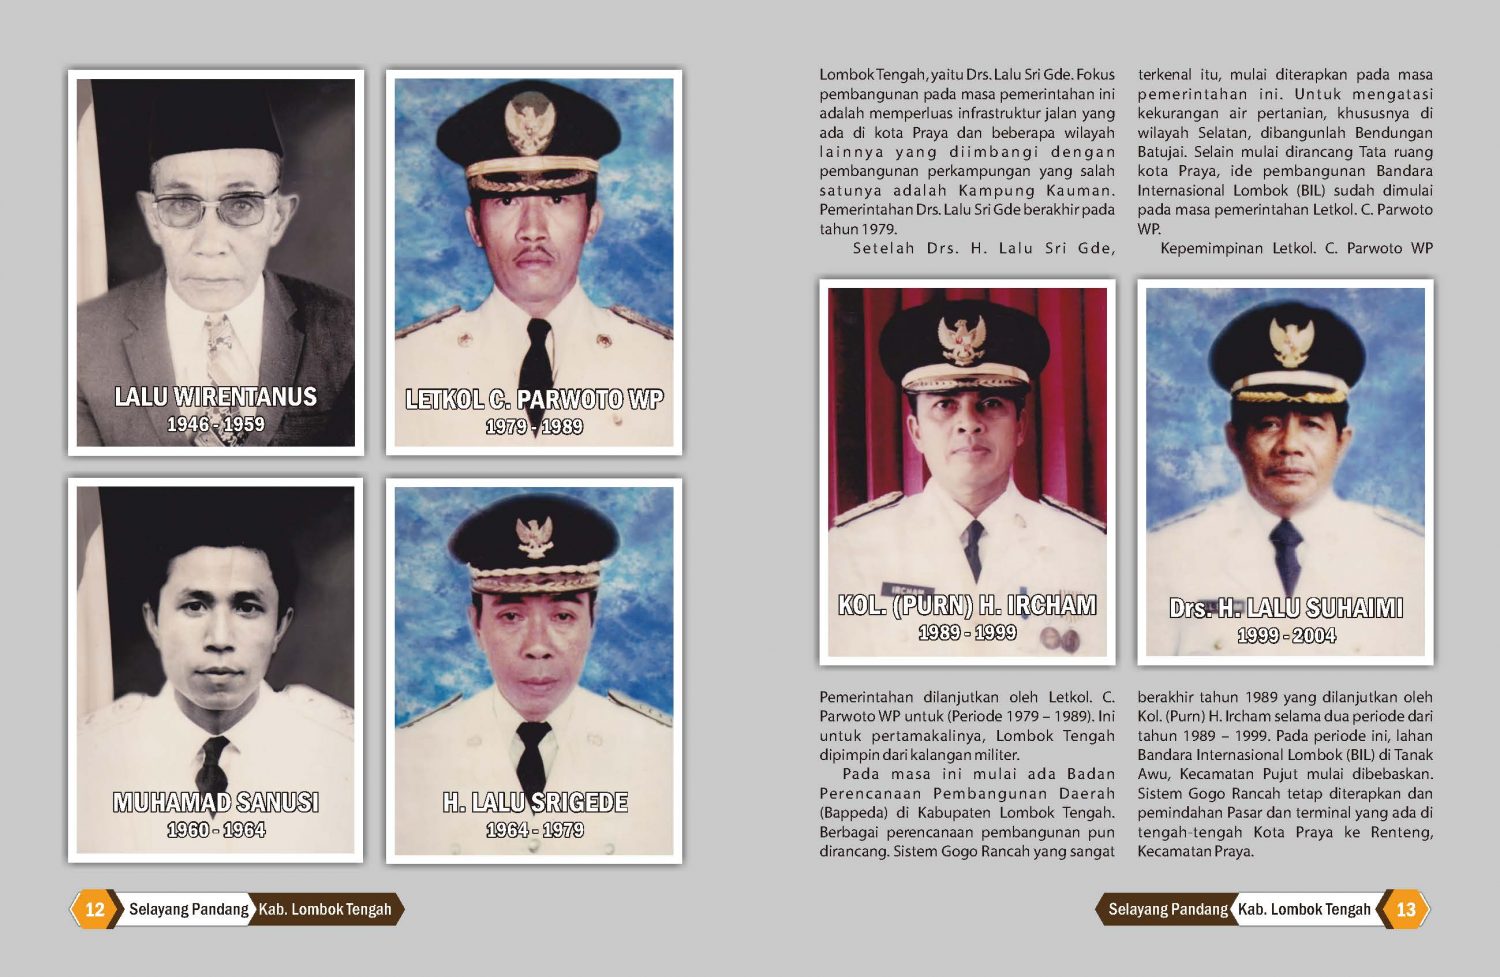 LALU WIRENTANUS
1946 - 1959
LETKOL C. PARWOTO WP
1979 - 1989
MUHAMAD SANUSI
1960 - 1964
H. LALU SRIGEDE
1964 - 1979
12 Selayang Pandang Kab. Lombok Tengah
Lombok Tengah, yaitu Drs. Lalu Sri Gde. Fokus
pembangunan pada masa pemerintahan ini
adalah memperluas infrastruktur jalan yang
ada di kota Praya dan beberapa wilayah
lainnya yang diimbangi dengan
pembangunan perkampungan yang salah
satunya adalah Kampung Kauman.
Pemerintahan Drs. Lalu Sri Gde berakhir pada
tahun 1979.
Setelah Drs. H. Lalu Sri Gde,
IRCHAM
KOL. (PURN) H. IRCHAM
1989 - 1999
Pemerintahan dilanjutkan oleh Letkol. C.
Parwoto WP untuk (Periode 1979 – 1989). Ini
untuk pertamakalinya, Lombok Tengah
dipimpin dari kalangan militer.
Pada masa ini mulai ada Badan
Perencanaan Pembangunan Daerah
(Bappeda) di Kabupaten Lombok Tengah.
Berbagai perencanaan pembangunan pun
dirancang. Sistem Gogo Rancah yang sangat
terkenal itu, mulai diterapkan pada masa
pemerintahan ini. Untuk mengatasi
kekurangan air pertanian, khususnya di
wilayah Selatan, dibangunlah Bendungan
Batujai. Selain mulai dirancang Tata ruang
kota Praya, ide pembangunan Bandara
Internasional Lombok (BIL) sudah dimulai
pada masa pemerintahan Letkol. C. Parwoto
WP.
Kepemimpinan Letkol. C. Parwoto WP
Drs. H. LALU SUHAIMI
1999 - 2004
berakhir tahun 1989 yang dilanjutkan oleh
Kol. (Purn) H. Ircham selama dua periode dari
tahun 1989 – 1999. Pada periode ini, lahan
Bandara Internasional Lombok (BIL) di Tanak
Awu, Kecamatan Pujut mulai dibebaskan.
Sistem Gogo Rancah tetap diterapkan dan
pemindahan Pasar dan terminal yang ada di
tengah-tengah Kota Praya ke Renteng,
Kecamatan Praya.
Selayang Pandang Kab. Lombok Tengah 13